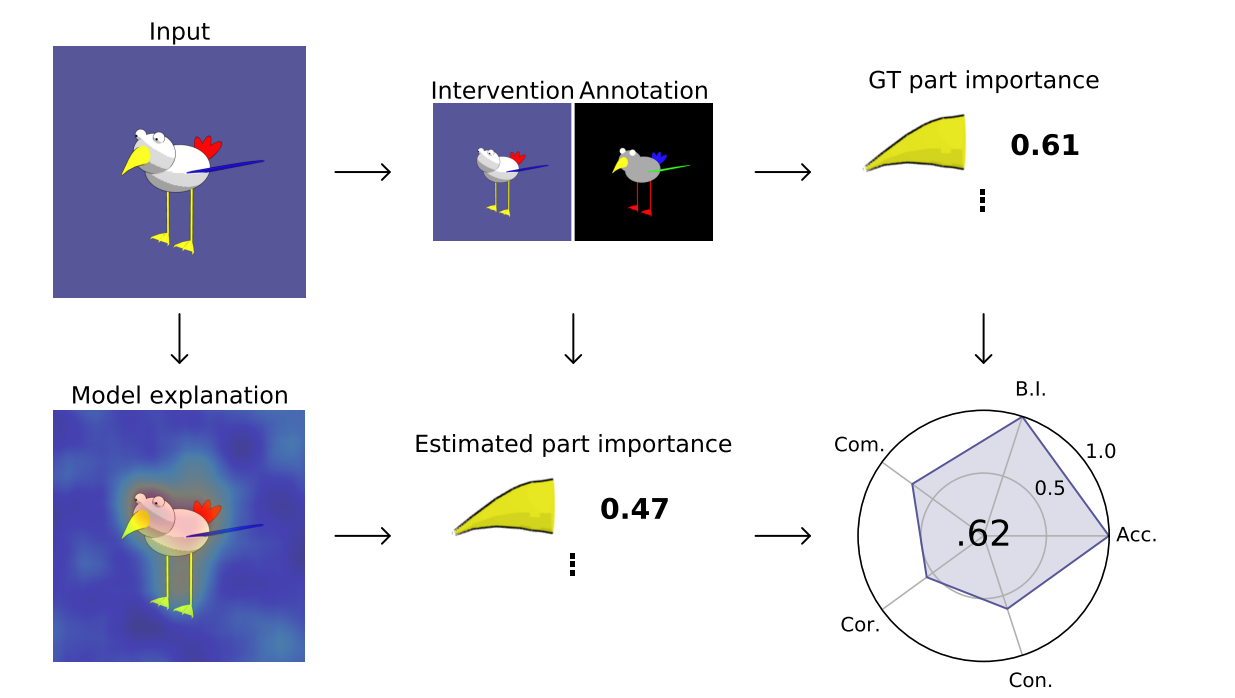 Input
Intervention Annotation
GT part importance
0.61
Model explanation
Estimated part importance
0.47
B.I.
Com.
1.0
0.5
.62
Acc.
Cor.
Con.